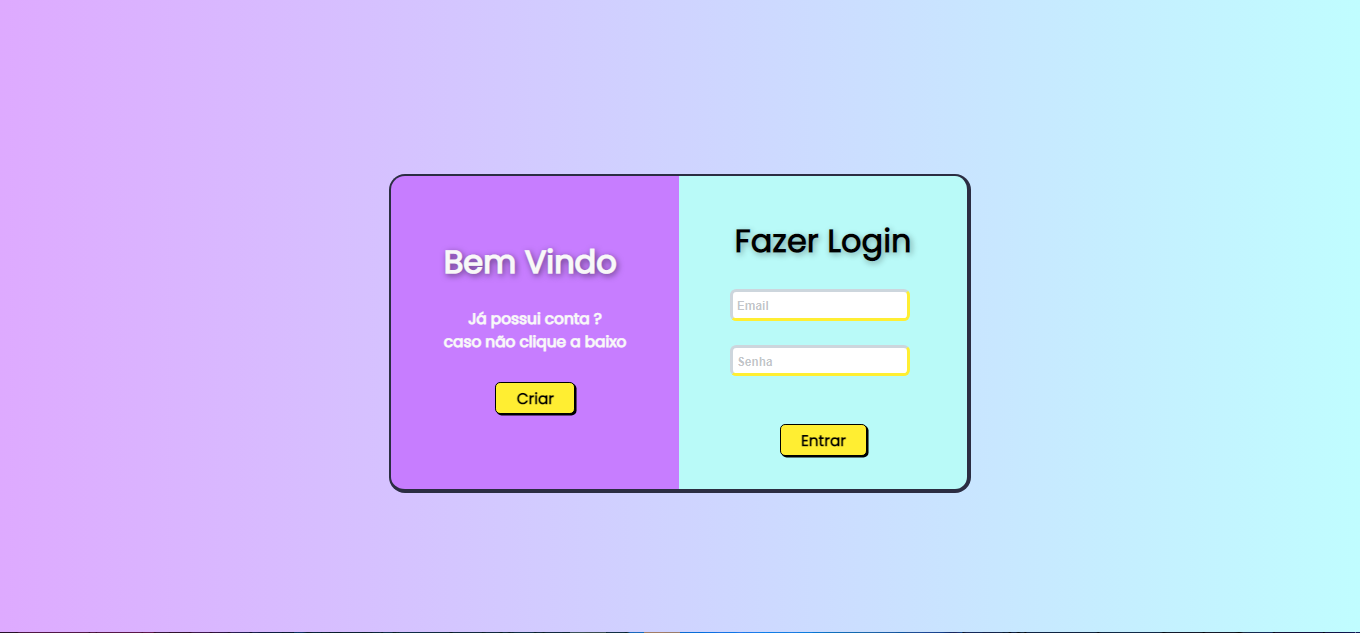 Bem Vindo
Já possui conta ?
caso não clique a baixo
Criar
Fazer Login
Email
Senha
Entrar